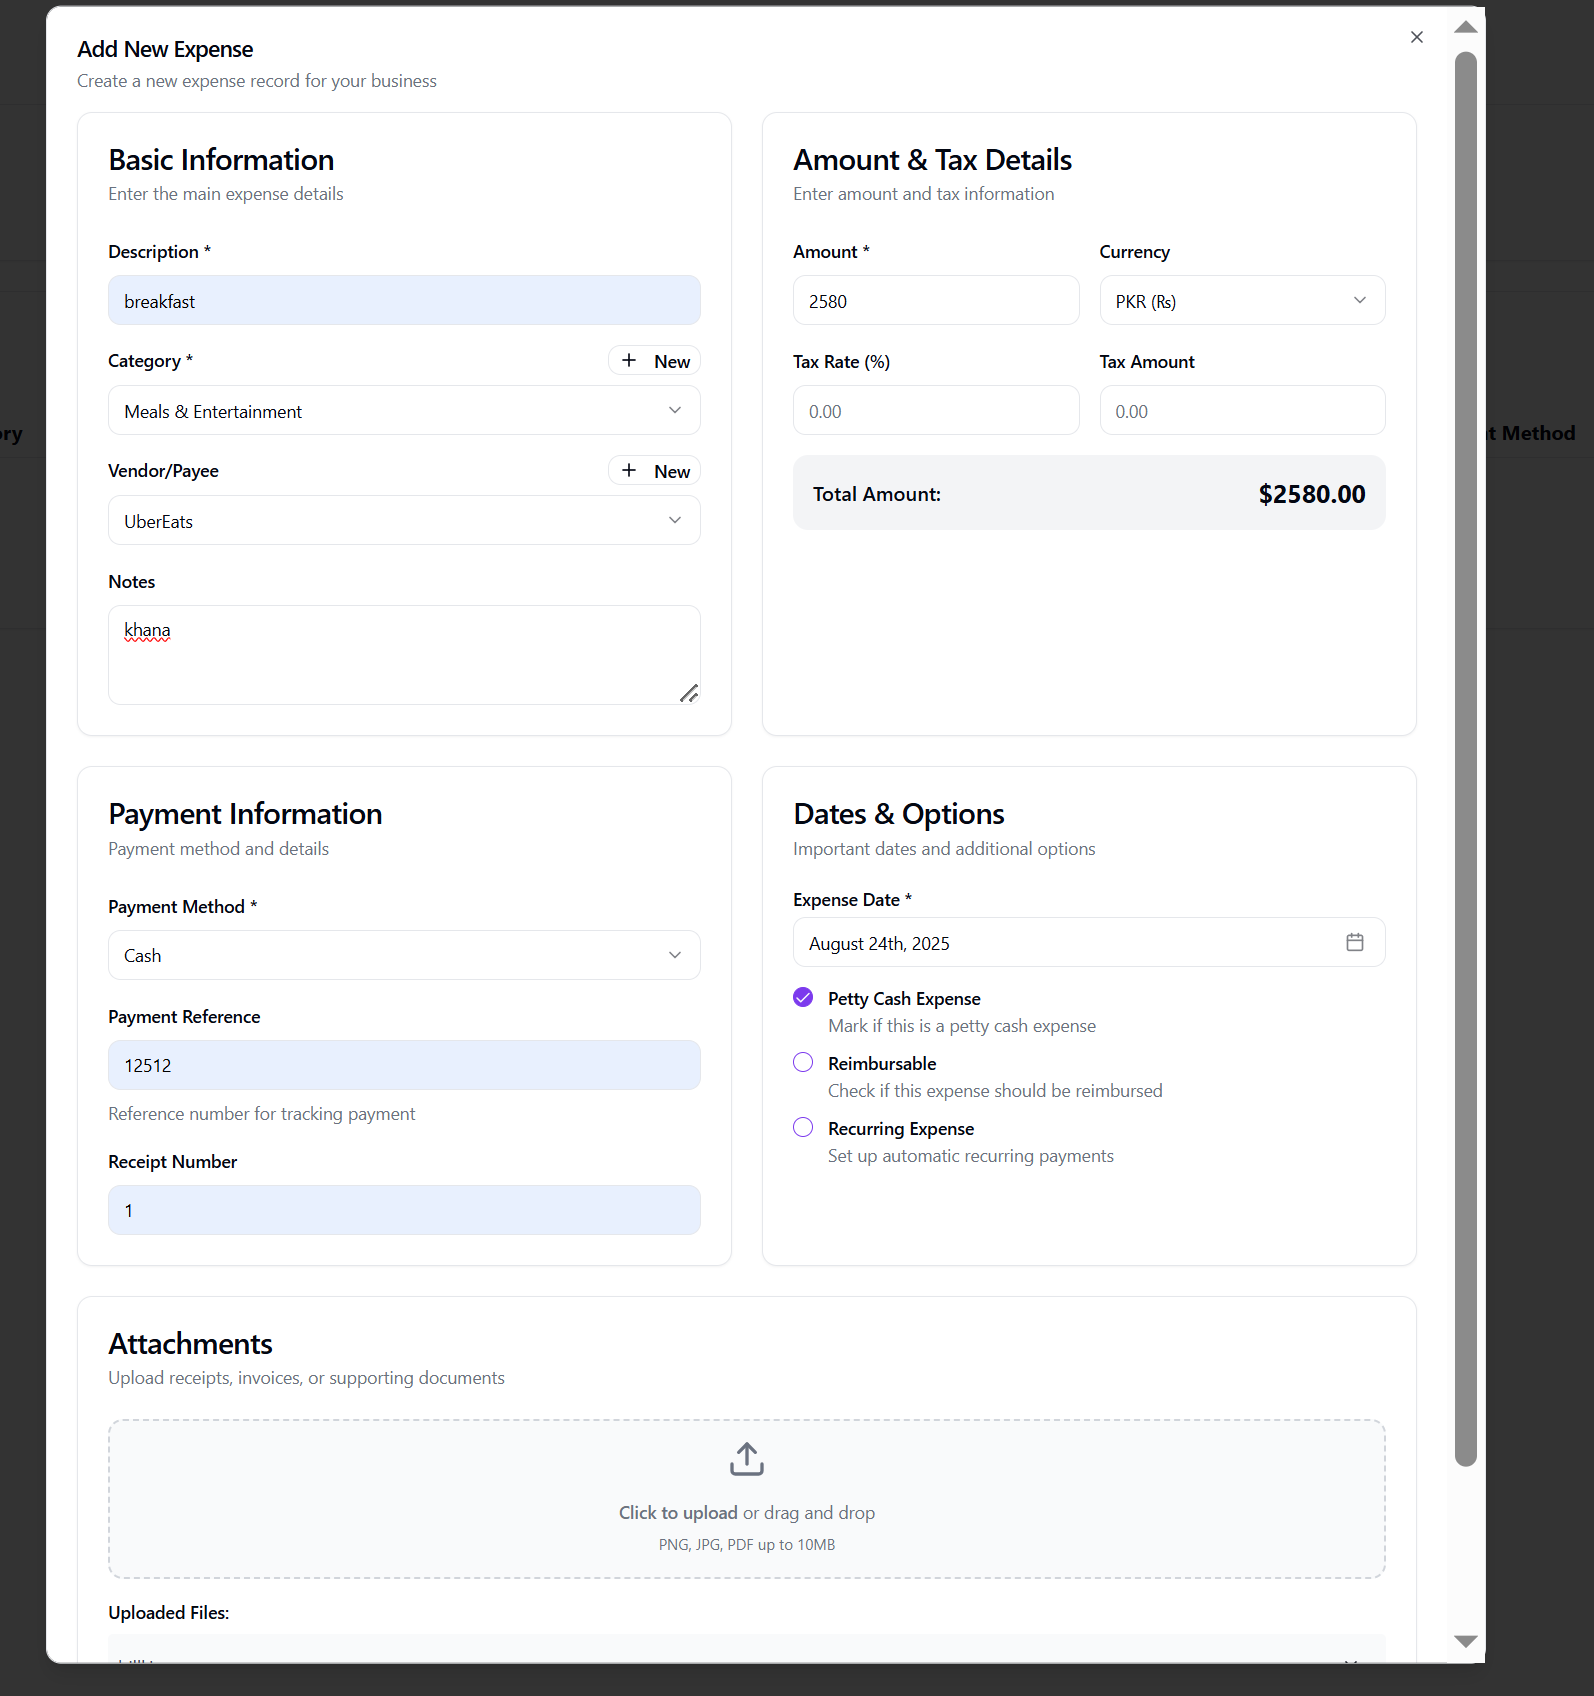 Add New Expense
Create a new expense record for your business
Basic Information
Enter the main expense details
Description *
breakfast
Category *
+ New
Meals & Entertainment
Vendor/Payee
+ New
UberEats
Notes
khana
Amount & Tax Details
Enter amount and tax information
Amount *
Currency
2580
PKR (₨)
Tax Rate (%)
Tax Amount
0.00
0.00
Total Amount:
$2580.00
ory
t Method
Payment Information
Payment method and details
Payment Method *
Cash
Payment Reference
12512
Reference number for tracking payment
Receipt Number
1
Dates & Options
Important dates and additional options
Expense Date *
August 24th, 2025
Petty Cash Expense
Mark if this is a petty cash expense
Reimbursable
Check if this expense should be reimbursed
Recurring Expense
Set up automatic recurring payments
Attachments
Upload receipts, invoices, or supporting documents
Click to upload or drag and drop
PNG, JPG, PDF up to 10MB
Uploaded Files: